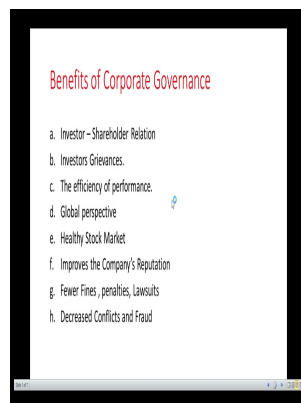 Benefits of Corporate Governance
a. Investor – Shareholder Relation
b. Investors Grievances.
c. The efficiency of performance.
d. Global perspective
e. Healthy Stock Market
f. Improves the Company's Reputation
g. Fewer Fines , penalties, Lawsuits
h. Decreased Conflicts and Fraud